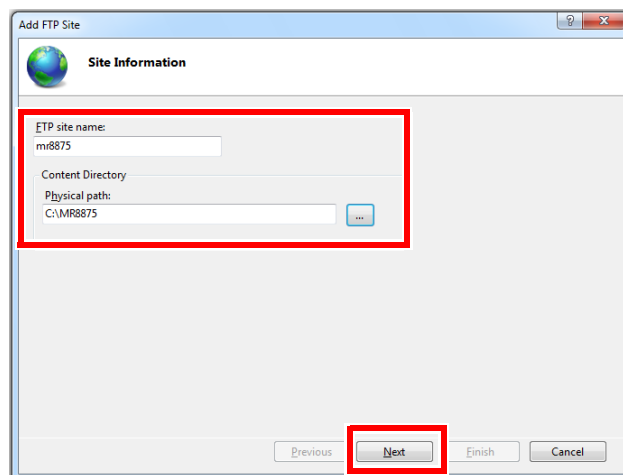 Add FTP Site
Site Information
FTP site name:
mr8875
Content Directory
Physical path:
C:\MR8875
...
Previous
Next
Finish
Cancel